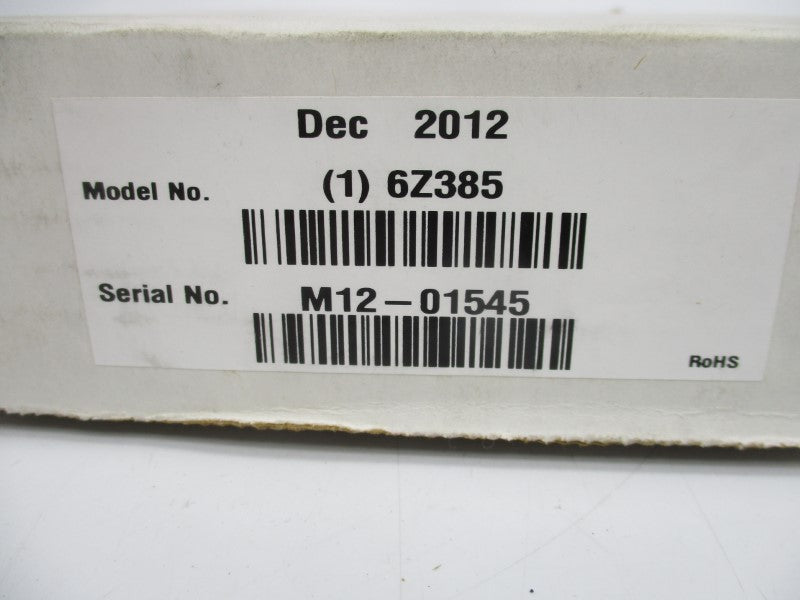 Dec 2012
Model No. (1) 6Z385
Serial No. M12-01545
RoHS